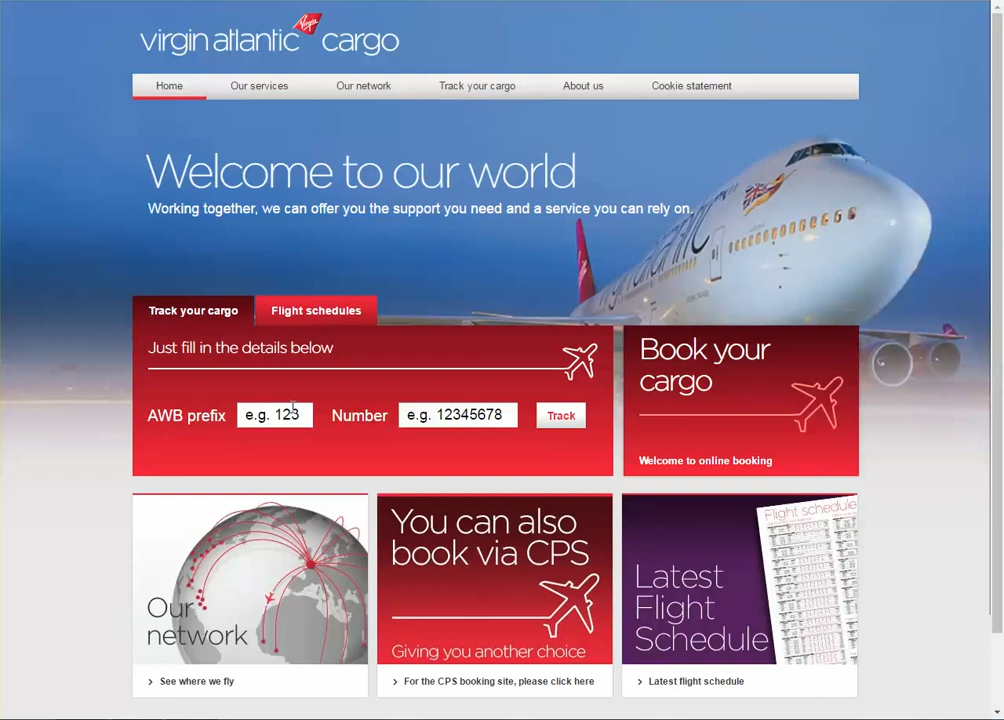 virgin atlantic cargo
Virgin
Home
Our services
Our network
Track your cargo
About us
Cookie statement
Welcome to our world
Working together, we can offer you the support you need and a service you can rely on.
Track your cargo
Flight schedules
Just fill in the details below
AWB prefix
e.g. 123
Number
e.g. 12345678
Track
Book your
cargo
Welcome to online booking
Our
network
See where we fly
You can also
book via CPS
Giving you another choice
For the CPS booking site, please click here
Flight schedule
Latest
Flight
Schedule
Latest flight schedule